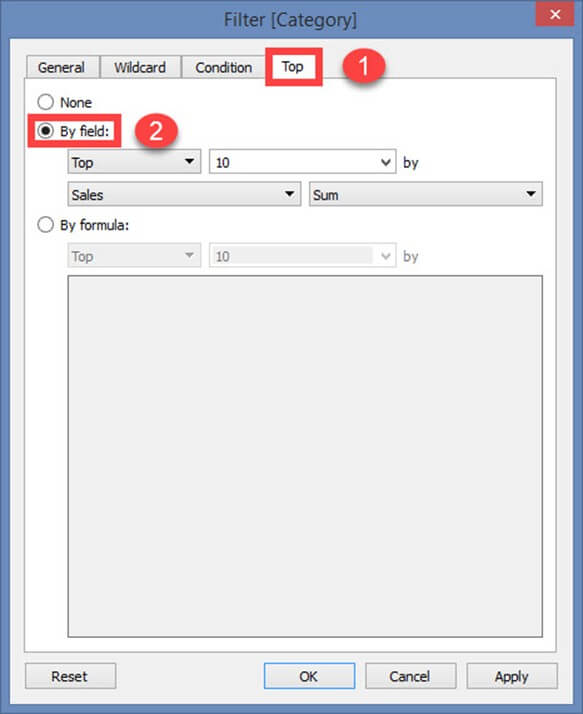 Filter [Category]
General Wildcard Condition Top 1
None
By field: 2
Top 10 by
Sales Sum
By formula:
Top 10 by
Reset OK Cancel Apply